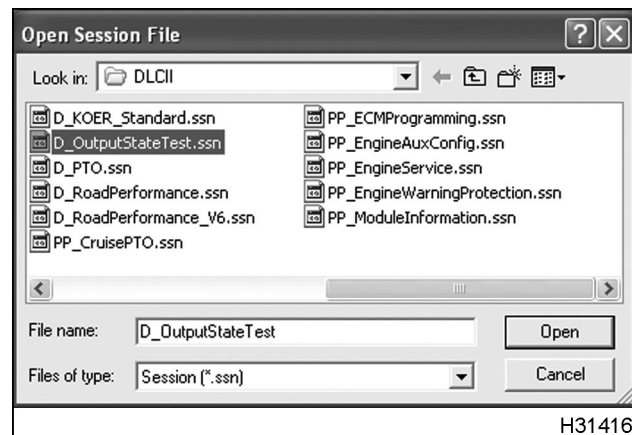 Open Session File
Look in: DLCII
D_KOER_Standard.ssn
D_OutputStateTest.ssn
D_PTO.ssn
D_RoadPerformance.ssn
D_RoadPerformance_V6.ssn
PP_CruisePTO.ssn
PP_ECMProgramming.ssn
PP_EngineAuxConfig.ssn
PP_EngineService.ssn
PP_EngineWarningProtection.ssn
PP_ModuleInformation.ssn
File name: D_OutputStateTest Open
Files of type: Session (*.ssn) Cancel
H31416